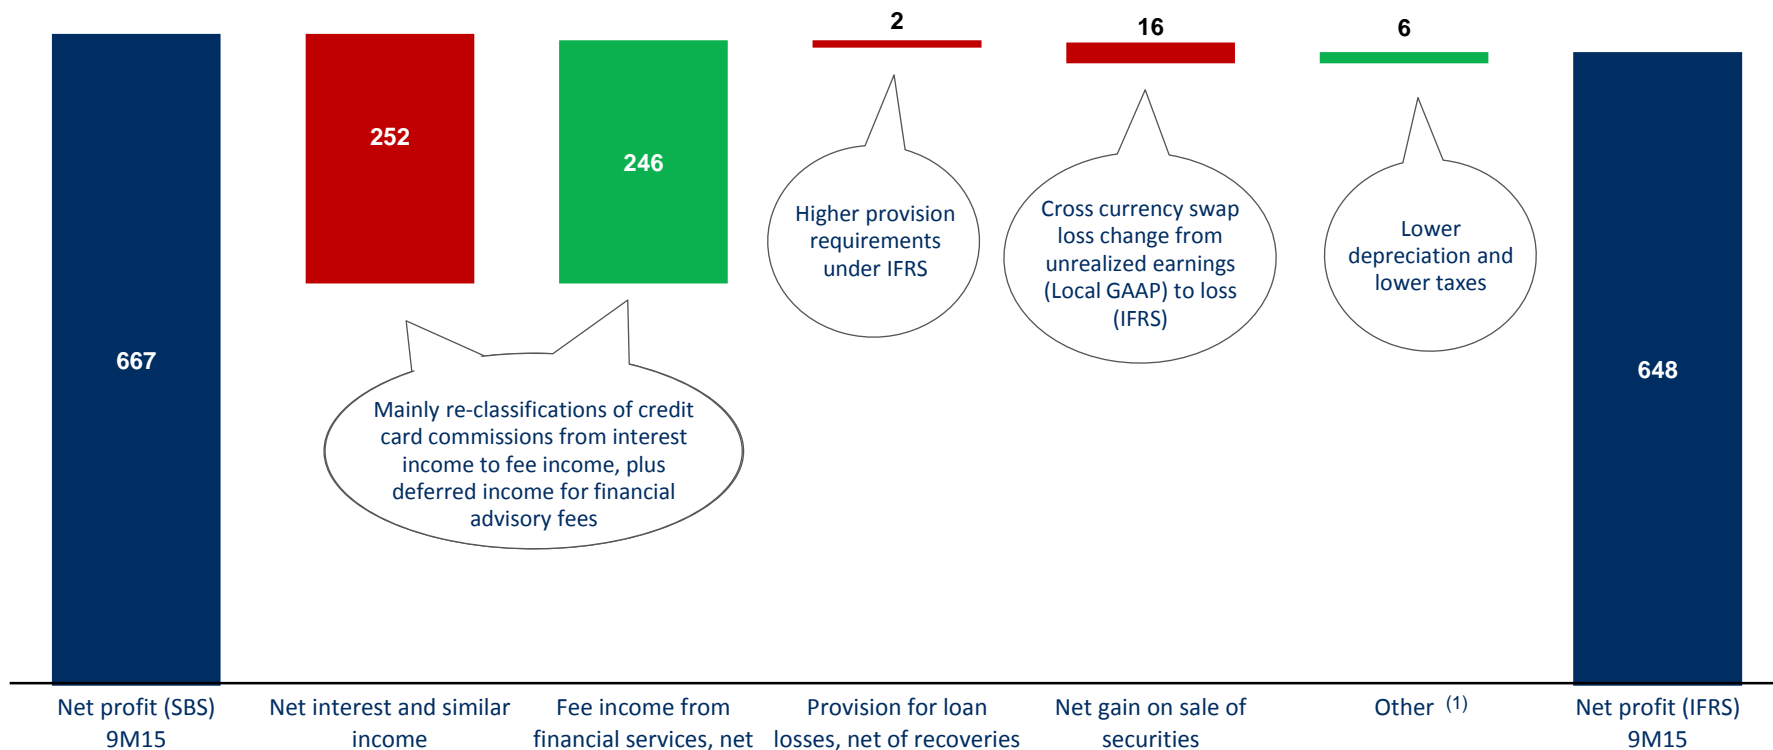 2
16
6
252
246
667
648
Higher provision
requirements
under IFRS
Cross currency swap
loss change from
unrealized earnings
(Local GAAP) to loss
(IFRS)
Lower
depreciation and
lower taxes
Mainly re-classifications of credit
card commissions from interest
income to fee income, plus
deferred income for financial
advisory fees
Net profit (SBS)
9M15
Net interest and similar
income
Fee income from
financial services, net
Provision for loan
losses, net of recoveries
Net gain on sale of
securities
Other (1)
Net profit (IFRS)
9M15